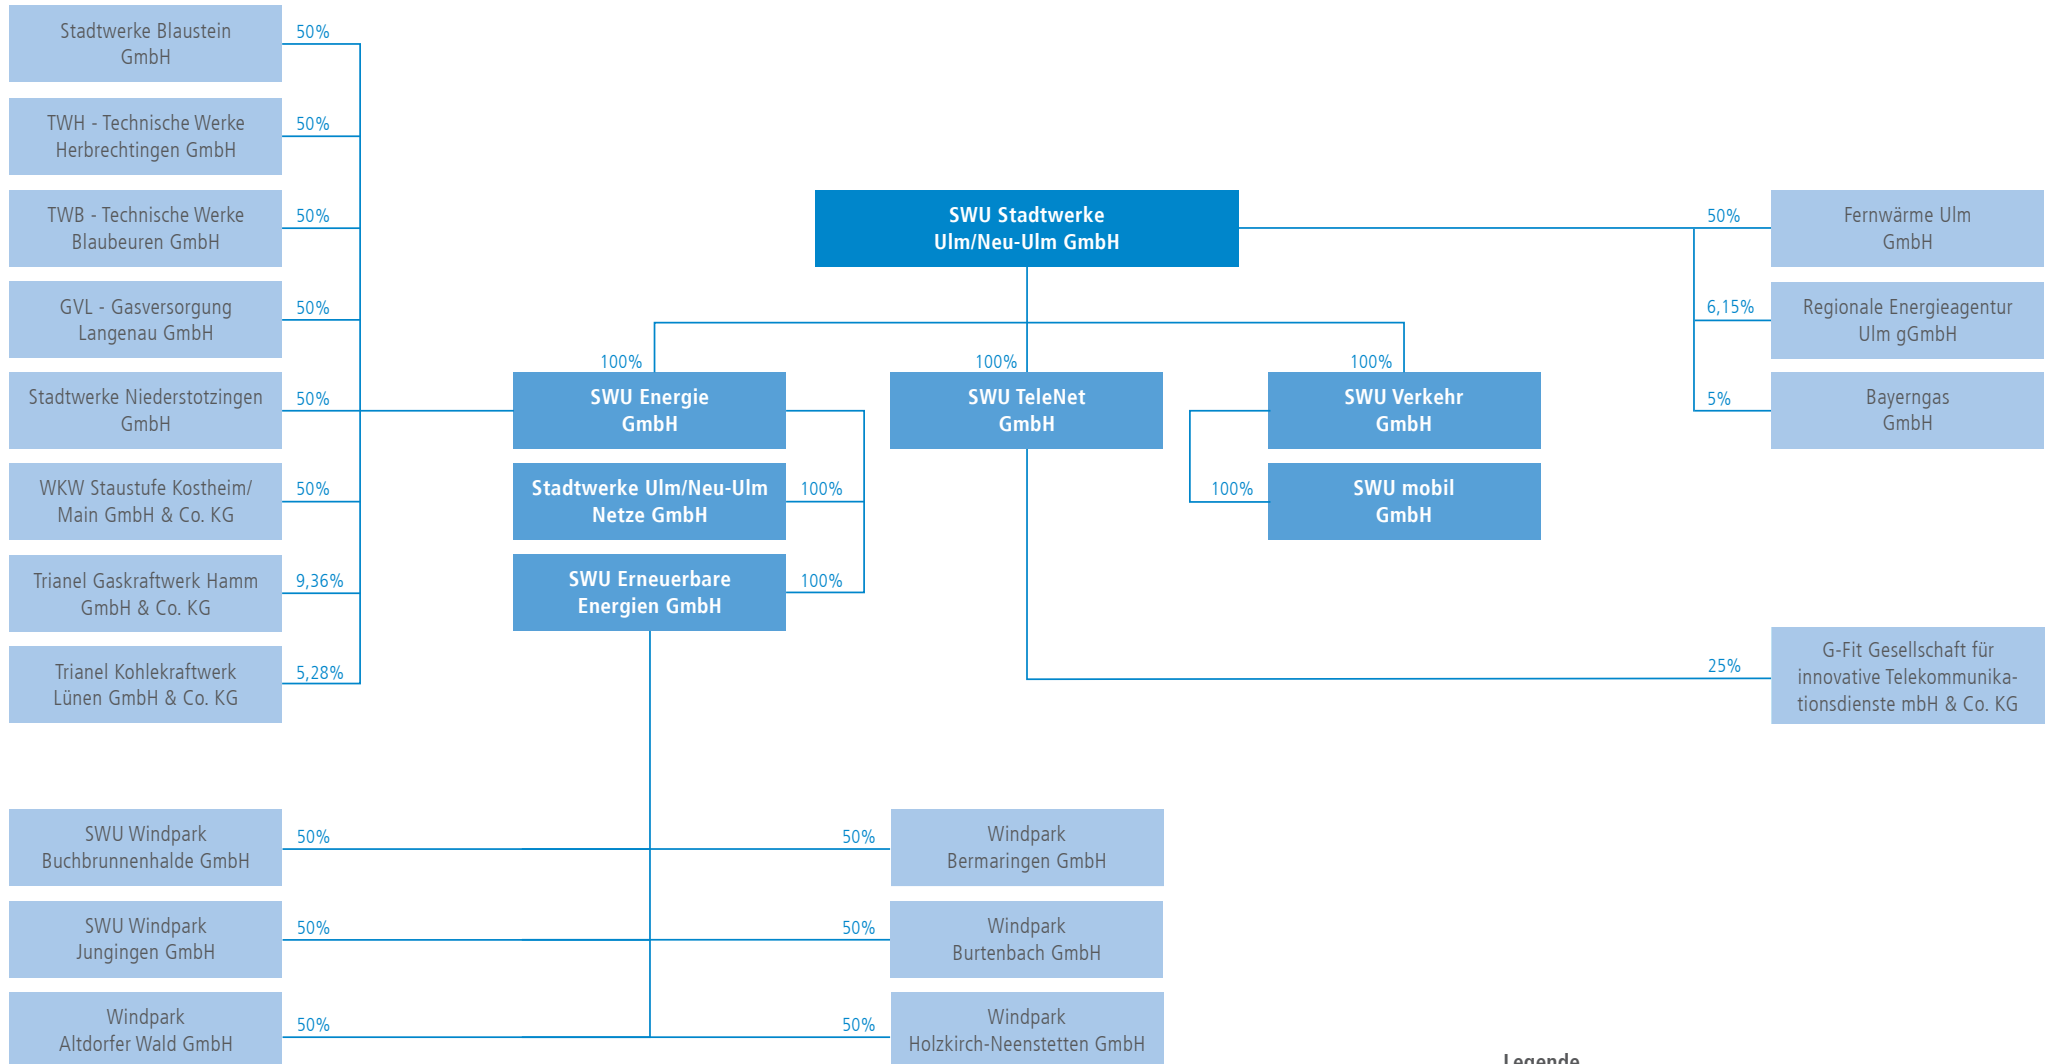 Stadtwerke Blaustein
GmbH
50%
TWH - Technische Werke
Herbrechtingen GmbH
50%
TWB - Technische Werke
Blaubeuren GmbH
50%
GVL - Gasversorgung
Langenau GmbH
50%
Stadtwerke Niederstotzingen
GmbH
50%
WKW Staustufe Kostheim/
Main GmbH & Co. KG
50%
Trianel Gaskraftwerk Hamm
GmbH & Co. KG
9,36%
Trianel Kohlekraftwerk
Lünen GmbH & Co. KG
5,28%
SWU Stadtwerke
Ulm/Neu-Ulm GmbH
100%
SWU Energie
GmbH
Stadtwerke Ulm/Neu-Ulm
Netze GmbH
100%
SWU Erneuerbare
Energien GmbH
100%
100%
SWU TeleNet
GmbH
100%
SWU Verkehr
GmbH
100%
SWU mobil
GmbH
50%
Fernwärme Ulm
GmbH
6,15%
Regionale Energieagentur
Ulm gGmbH
5%
Bayerngas
GmbH
25%
G-Fit Gesellschaft für
innovative Telekommunika-
tionsdienste mbH & Co. KG
SWU Windpark
Buchbrunnenhalde GmbH
50%
SWU Windpark
Jungingen GmbH
50%
Windpark
Altdorfer Wald GmbH
50%
50%
Windpark
Bermaringen GmbH
50%
Windpark
Burtenbach GmbH
50%
Windpark
Holzkirch-Neenstetten GmbH
Legende